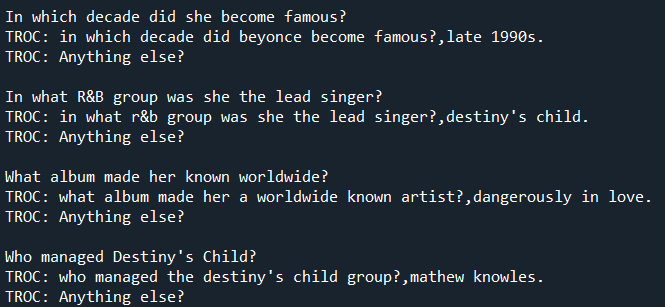 In which decade did she become famous?
TROC: in which decade did beyonce become famous?,late 1990s.
TROC: Anything else?
In what R&B group was she the lead singer?
TROC: in what r&b group was she the lead singer?,destiny's child.
TROC: Anything else?
What album made her known worldwide?
TROC: what album made her a worldwide known artist?,dangerously in love.
TROC: Anything else?
Who managed Destiny's Child?
TROC: who managed the destiny's child group?,mathew knowles.
TROC: Anything else?